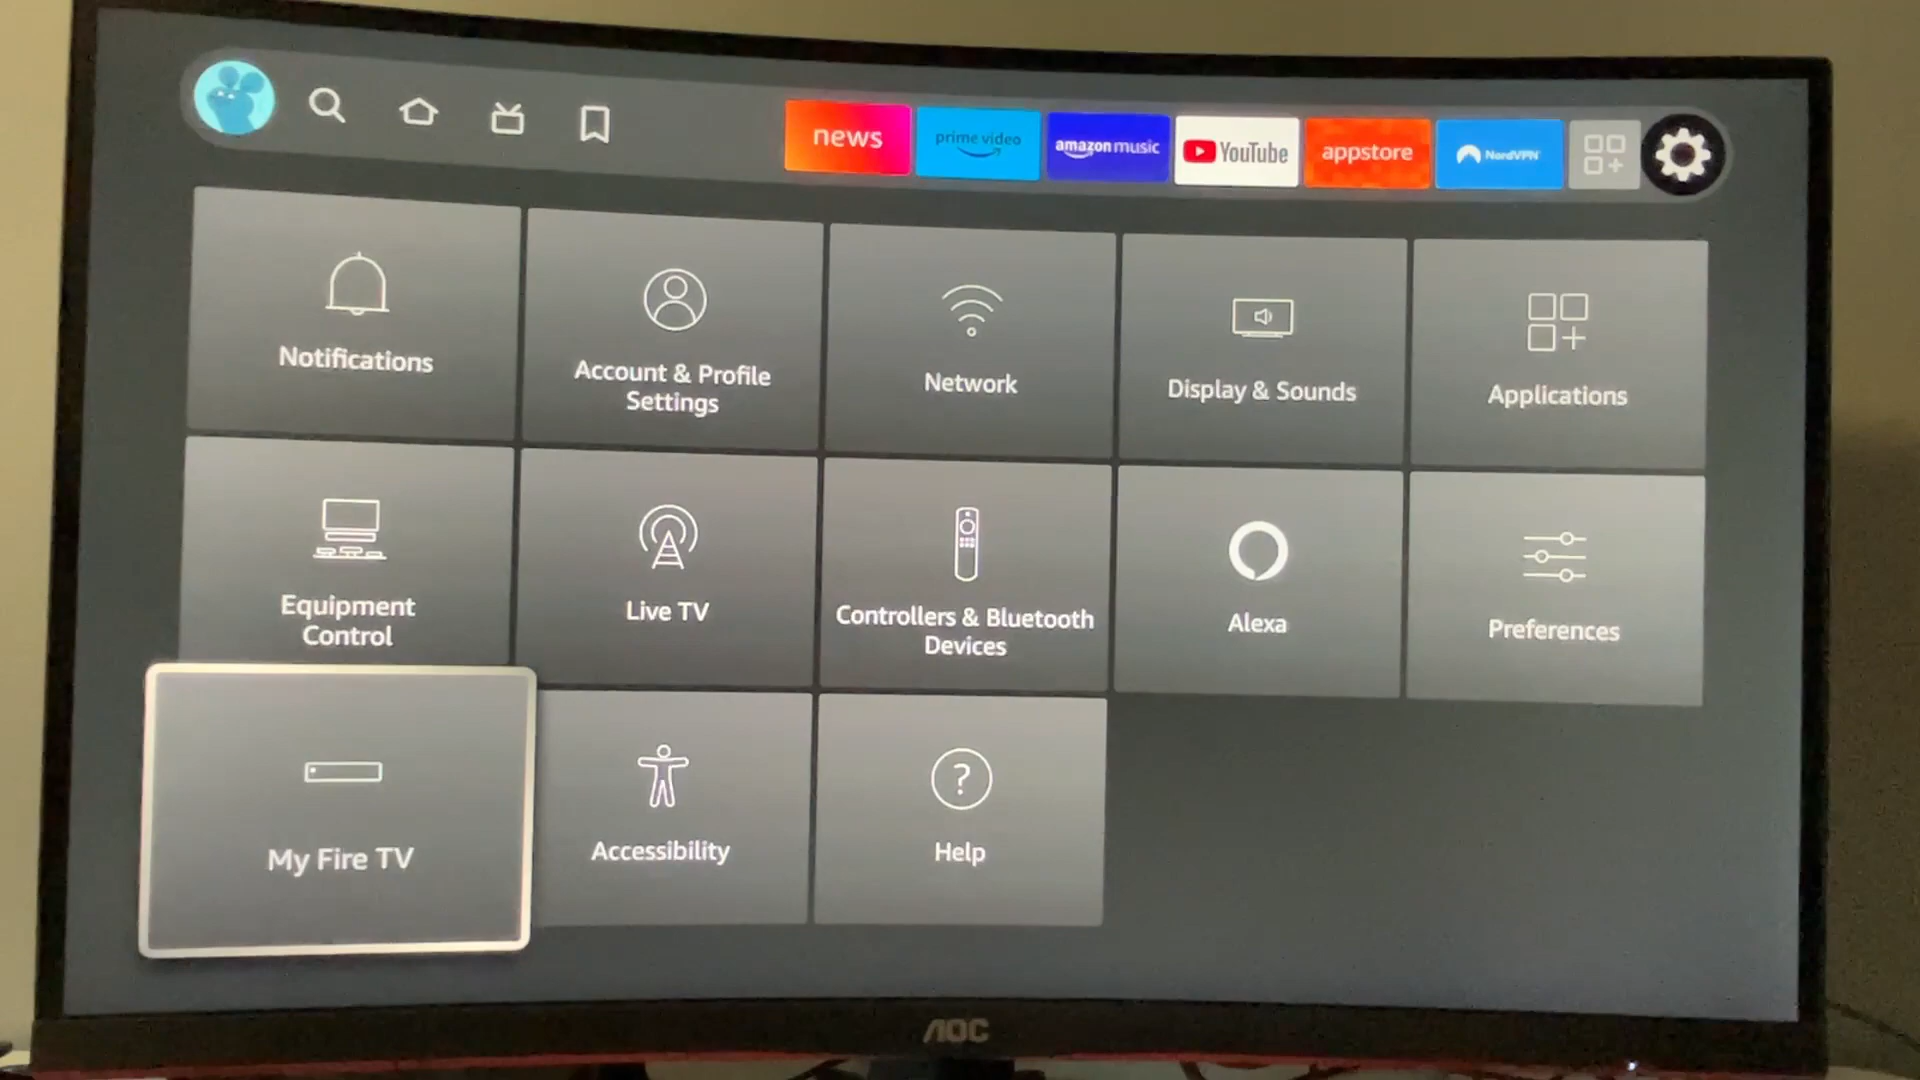 news
prime video
amazon music
YouTube
appstore
NordVPN
Notifications
Account & Profile
Settings
Network
Display & Sounds
Applications
Equipment
Control
Live TV
Controllers & Bluetooth
Devices
Alexa
Preferences
My Fire TV
Accessibility
?
Help
AOC